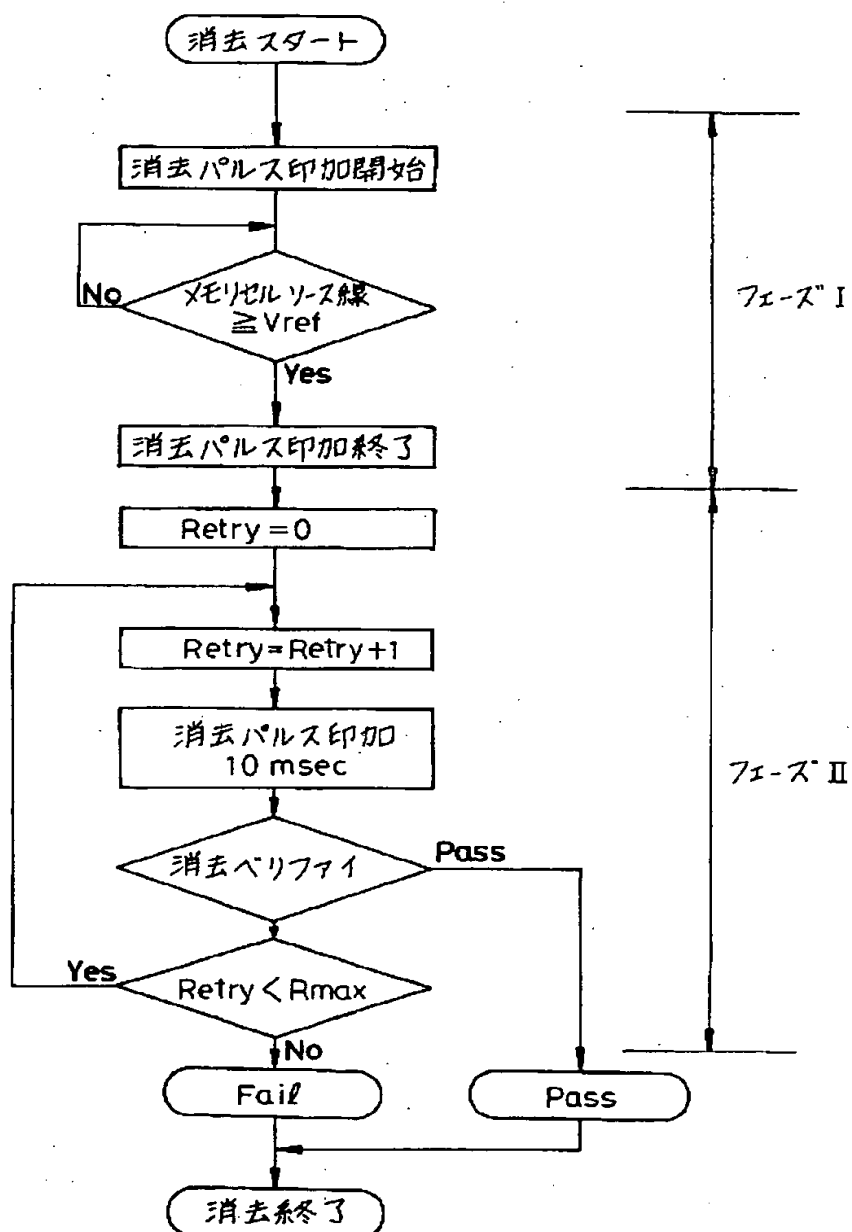 消去スタート
消去パルス印加開始
メモリセルソース線
≧Vref
No
Yes
フェーズⅠ
消去パルス印加終了
Retry=0
Retry=Retry+1
消去パルス印加
10 msec
フェーズⅡ
消去ベリファイ
Pass
Yes
Retry<Rmax
No
Fail
Pass
消去終了